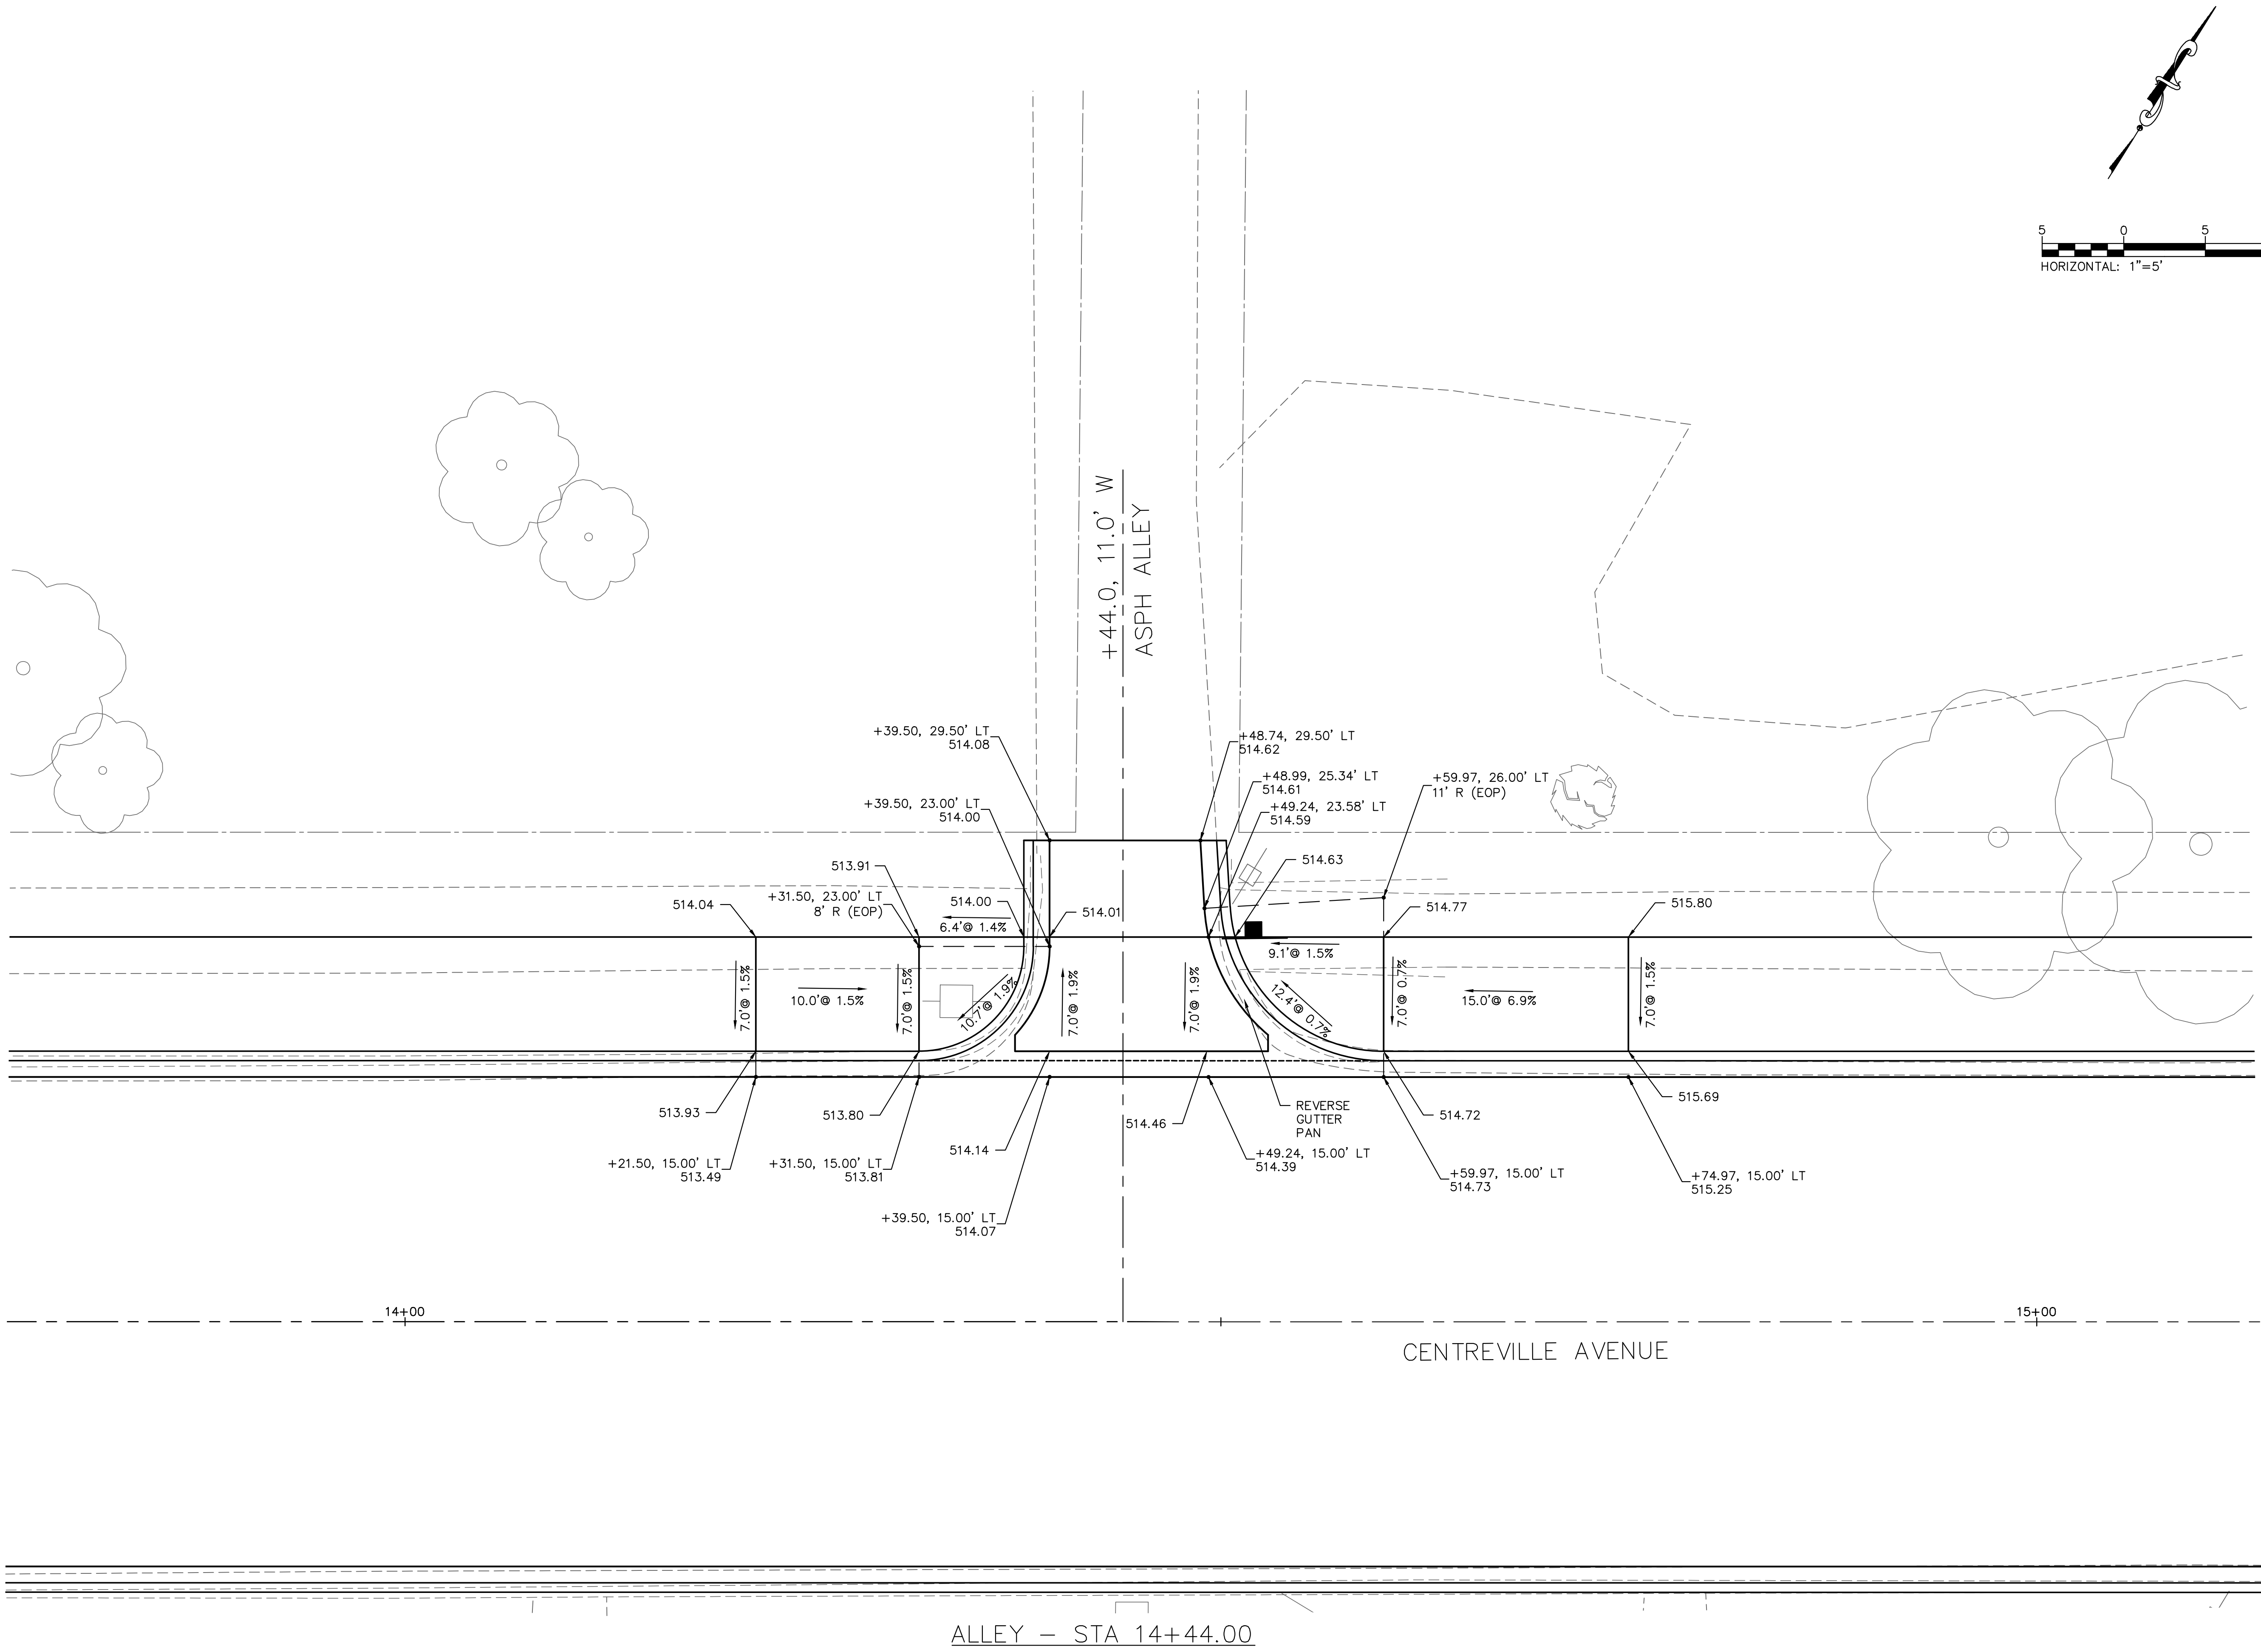 5 0 5
HORIZONTAL: 1"=5'
+44.0, 11.0' W
ASPH ALLEY
+39.50, 29.50' LT
514.08
+48.74, 29.50' LT
514.62
+48.99, 25.34' LT
514.61
+59.97, 26.00' LT
11' R (EOP)
+39.50, 23.00' LT
514.00
+49.24, 23.58' LT
514.59
513.91
514.63
+31.50, 23.00' LT
8' R (EOP)
514.04
514.00
514.01
514.77
515.80
6.4'@ 1.4%
9.1'@ 1.5%
7.0'@ 1.5%
10.0'@ 1.5%
7.0'@ 1.5%
10.7'@ 1.9%
7.0'@ 1.9%
7.0'@ 1.9%
12.4'@ 0.7%
7.0'@ 0.7%
15.0'@ 6.9%
7.0'@ 1.5%
513.93
513.80
514.14
514.46
REVERSE
GUTTER
PAN
514.72
515.69
+21.50, 15.00' LT
513.49
+31.50, 15.00' LT
513.81
+39.50, 15.00' LT
514.07
+49.24, 15.00' LT
514.39
+59.97, 15.00' LT
514.73
+74.97, 15.00' LT
515.25
14+00
15+00
CENTREVILLE AVENUE
ALLEY - STA 14+44.00